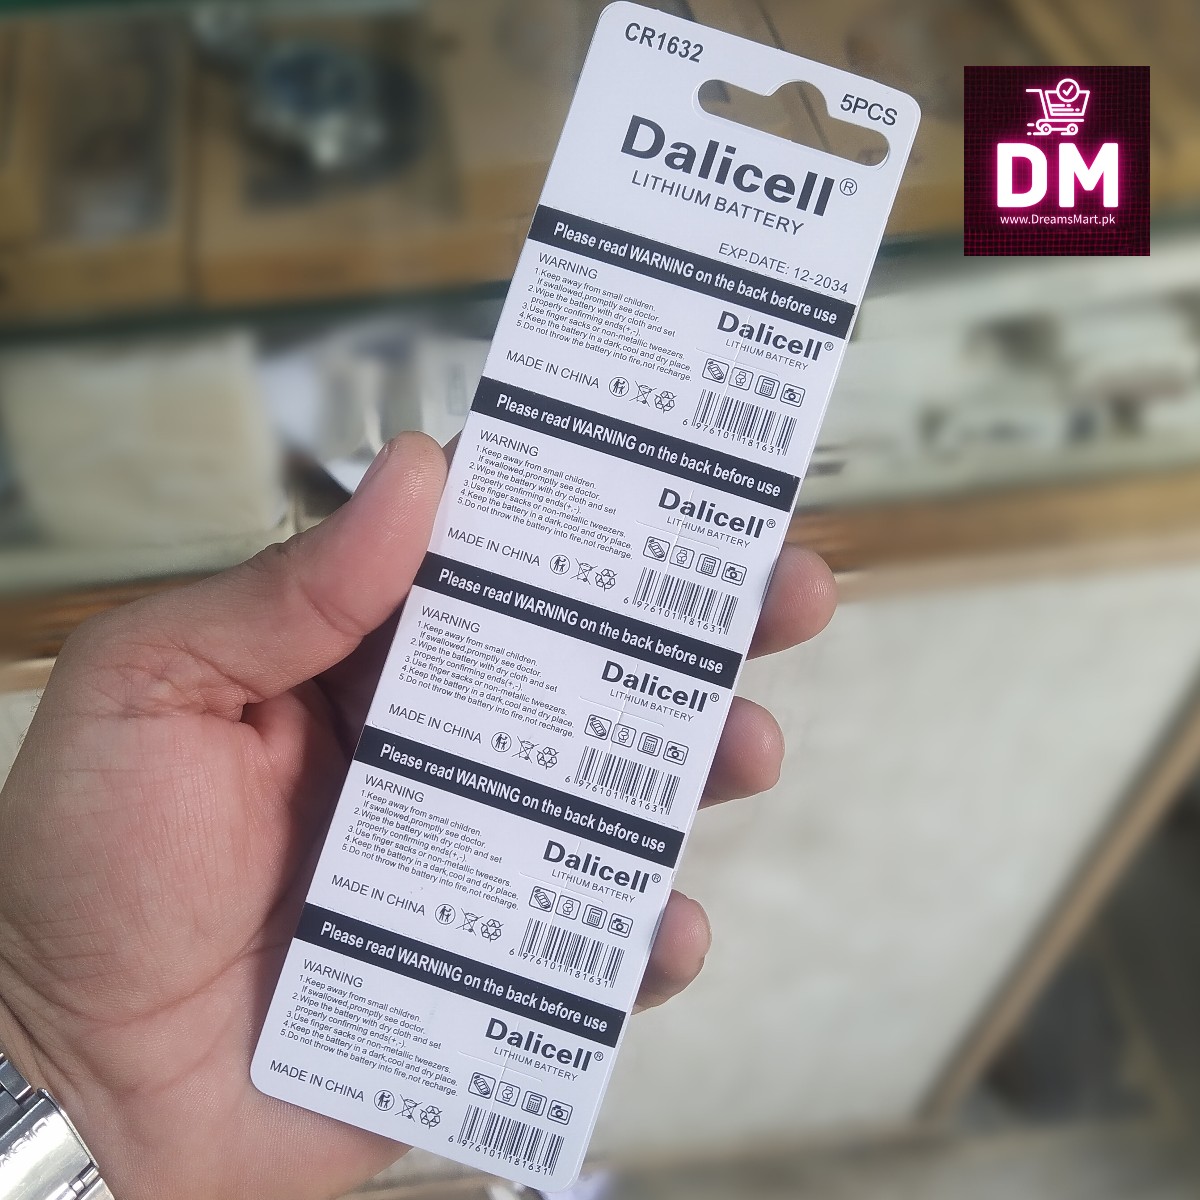 CR1632
5PCS
Dalicell®
LITHIUM BATTERY
EXP.DATE: 12-2034
DM
www.DreamsMart.pk
Please read WARNING on the back before use
WARNING
1.Keep away from small children.
If swallowed,promptly see doctor.
2.Wipe the battery with dry cloth and set
properly confirming ends(+,-).
3.Use finger sacks or non-metallic tweezers.
4.Keep the battery in a dark,cool and dry place.
5.Do not throw the battery into fire,not recharge.
MADE IN CHINA
Dalicell®
LITHIUM BATTERY
6 976101 181631
Please read WARNING on the back before use
WARNING
1.Keep away from small children.
If swallowed,promptly see doctor.
2.Wipe the battery with dry cloth and set
properly confirming ends(+,-).
3.Use finger sacks or non-metallic tweezers.
4.Keep the battery in a dark,cool and dry place.
5.Do not throw the battery into fire,not recharge.
MADE IN CHINA
Dalicell®
LITHIUM BATTERY
6 976101 181631
Please read WARNING on the back before use
WARNING
1.Keep away from small children.
If swallowed,promptly see doctor.
2.Wipe the battery with dry cloth and set
properly confirming ends(+,-).
3.Use finger sacks or non-metallic tweezers.
4.Keep the battery in a dark,cool and dry place.
5.Do not throw the battery into fire,not recharge.
MADE IN CHINA
Dalicell®
LITHIUM BATTERY
6 976101 181631
Please read WARNING on the back before use
WARNING
1.Keep away from small children.
If swallowed,promptly see doctor.
2.Wipe the battery with dry cloth and set
properly confirming ends(+,-).
3.Use finger sacks or non-metallic tweezers.
4.Keep the battery in a dark,cool and dry place.
5.Do not throw the battery into fire,not recharge.
MADE IN CHINA
Dalicell®
LITHIUM BATTERY
6 976101 181631
Please read WARNING on the back before use
WARNING
1.Keep away from small children.
If swallowed,promptly see doctor.
2.Wipe the battery with dry cloth and set
properly confirming ends(+,-).
3.Use finger sacks or non-metallic tweezers.
4.Keep the battery in a dark,cool and dry place.
5.Do not throw the battery into fire,not recharge.
MADE IN CHINA
Dalicell®
LITHIUM BATTERY
6 976101 181631